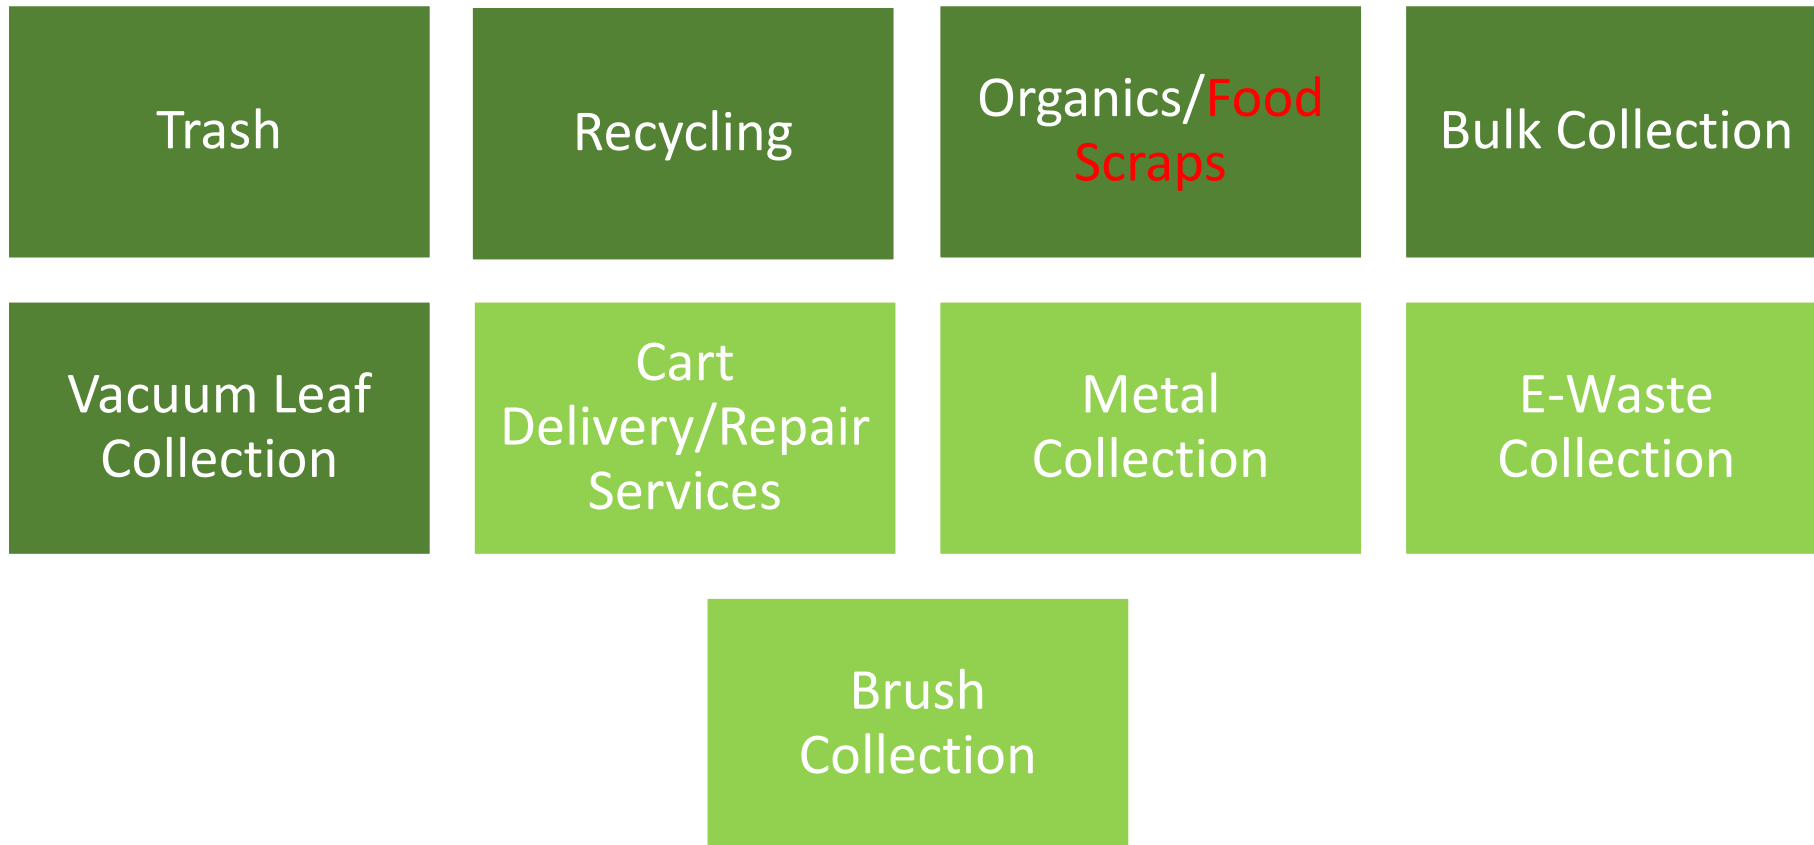 Trash
Recycling
Organics/Food
Scraps
Bulk Collection
Vacuum Leaf
Collection
Cart
Delivery/Repair
Services
Metal
Collection
E-Waste
Collection
Brush
Collection